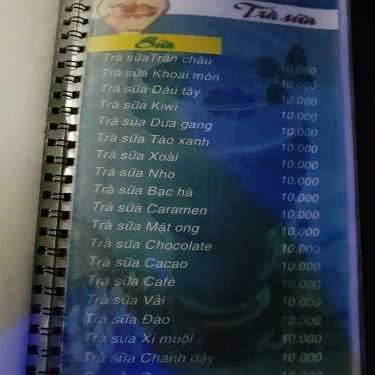 Trà sữa
Sữa
Trà sữaTrân châu 10.000
Trà sữa Khoai môn 10.000
Trà sữa Dâu tây 10.000
Trà sữa Kiwi 10.000
Trà sữa Dưa gang 10.000
Trà sữa Táo xanh 10.000
Trà sữa Xoài 10.000
Trà sữa Nho 10.000
Trà sữa Bạc hà 10.000
Trà sữa Caramen 10.000
Trà sữa Mật ong 10.000
Trà sữa Chocolate 10.000
Trà sữa Cacao 10.000
Trà sữa Café 10.000
Trà sữa Vải 10.000
Trà sữa Đào 10.000
Trà sữa Xí muội 10.000
Trà sữa Chanh dây 10.000